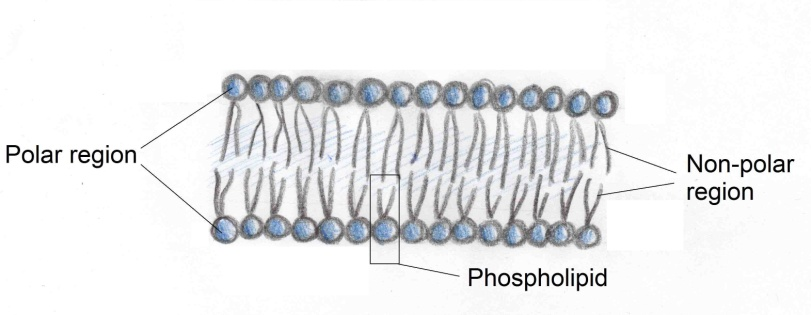 Polar region
Non-polar
region
Phospholipid